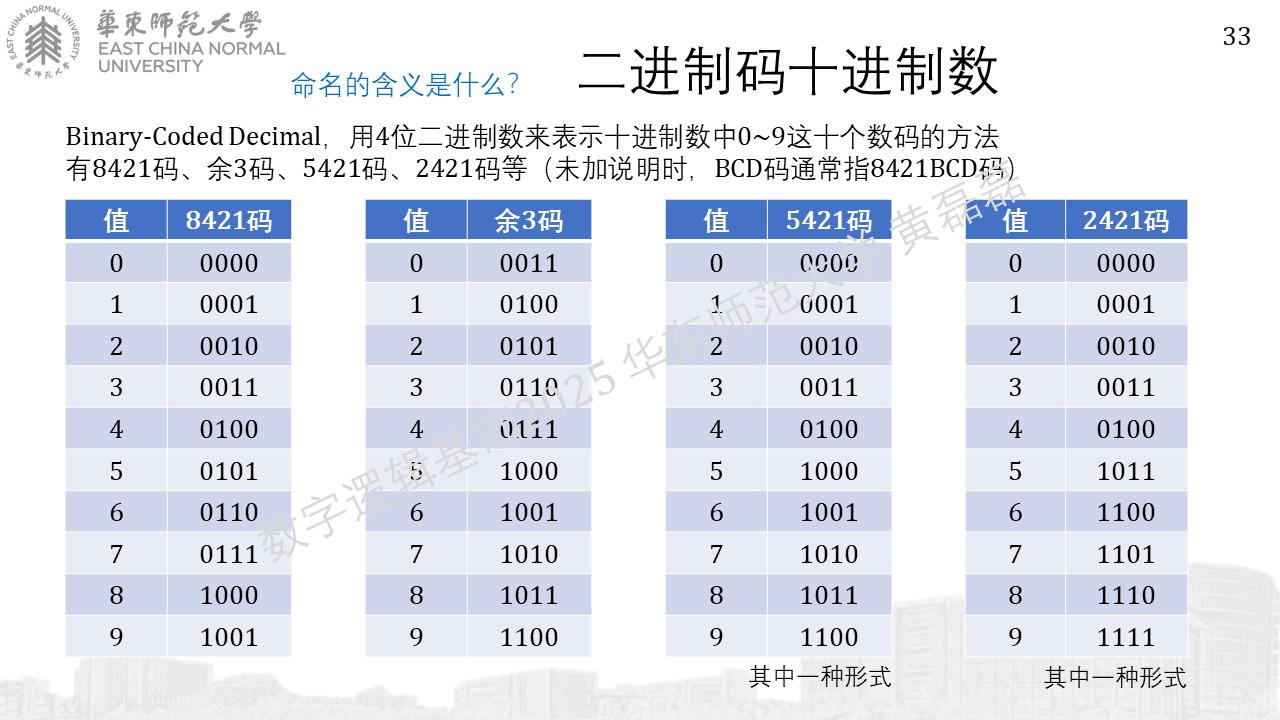 EAST CHINA NORMAL UNIVERSITY
華東師範大學
華東師範大學
EAST CHINA NORMAL
UNIVERSITY
33
命名的含义是什么？
二进制码十进制数
Binary-Coded Decimal，用4位二进制数来表示十进制数中0~9这十个数码的方法
有8421码、余3码、5421码、2421码等（未加说明时，BCD码通常指8421BCD码）
值 8421码 值 余3码 值 5421码 值 2421码
0 0000 0 0011 0 0000 0 0000
1 0001 1 0100 1 0001 1 0001
2 0010 2 0101 2 0010 2 0010
3 0011 3 0110 3 0011 3 0011
4 0100 4 0111 4 0100 4 0100
5 0101 5 1000 5 1000 5 1011
6 0110 6 1001 6 1001 6 1100
7 0111 7 1010 7 1010 7 1101
8 1000 8 1011 8 1011 8 1110
9 1001 9 1100 9 1100 9 1111
其中一种形式 其中一种形式
数字逻辑基础2025 华东师范大学 黄磊磊